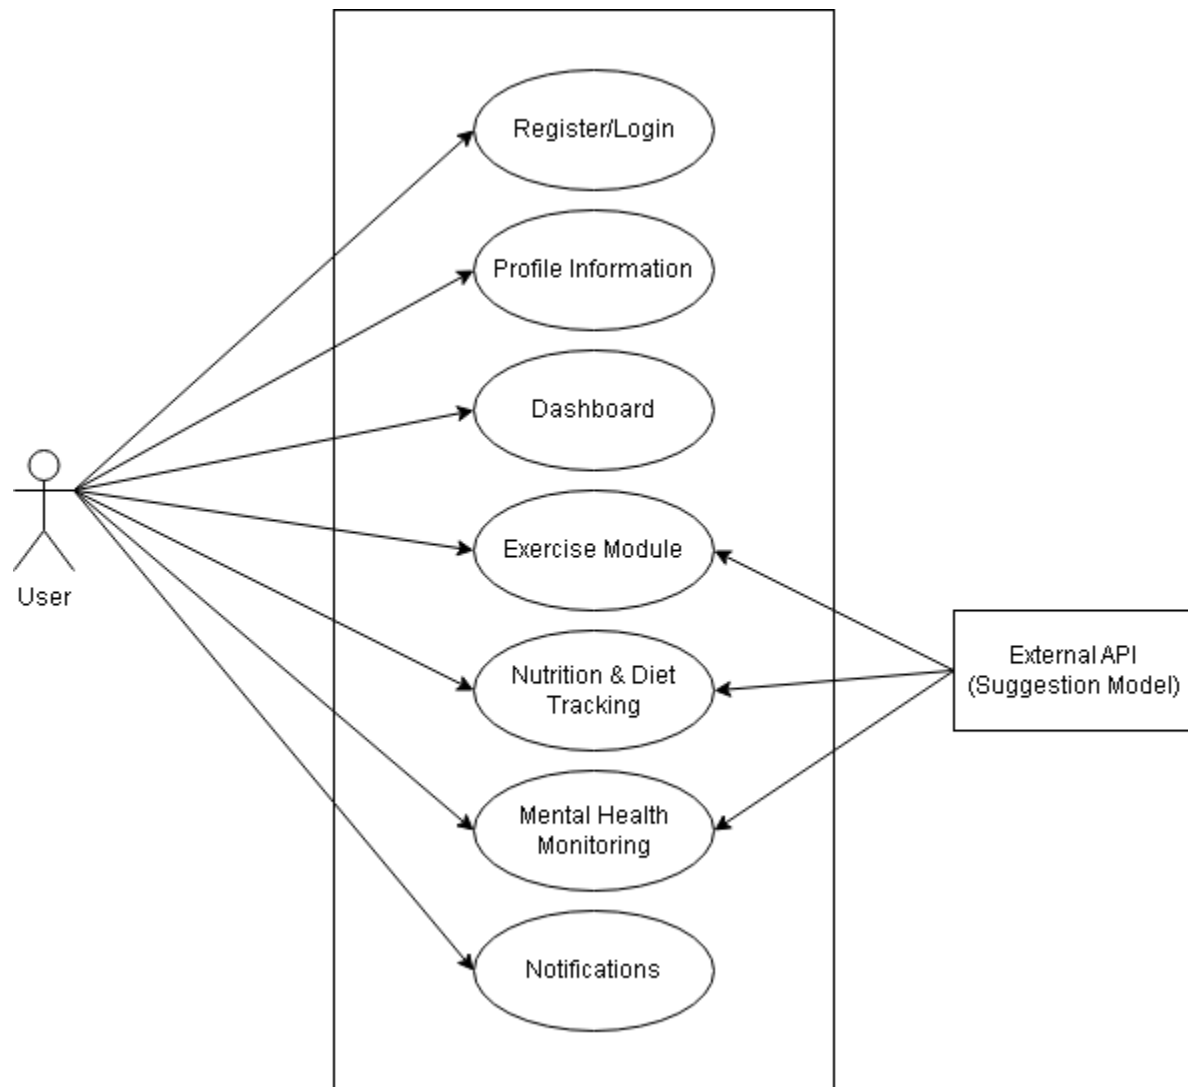 Register/Login
Profile Information
Dashboard
Exercise Module
User
Nutrition & Diet
Tracking
External API
(Suggestion Model)
Mental Health
Monitoring
Notifications